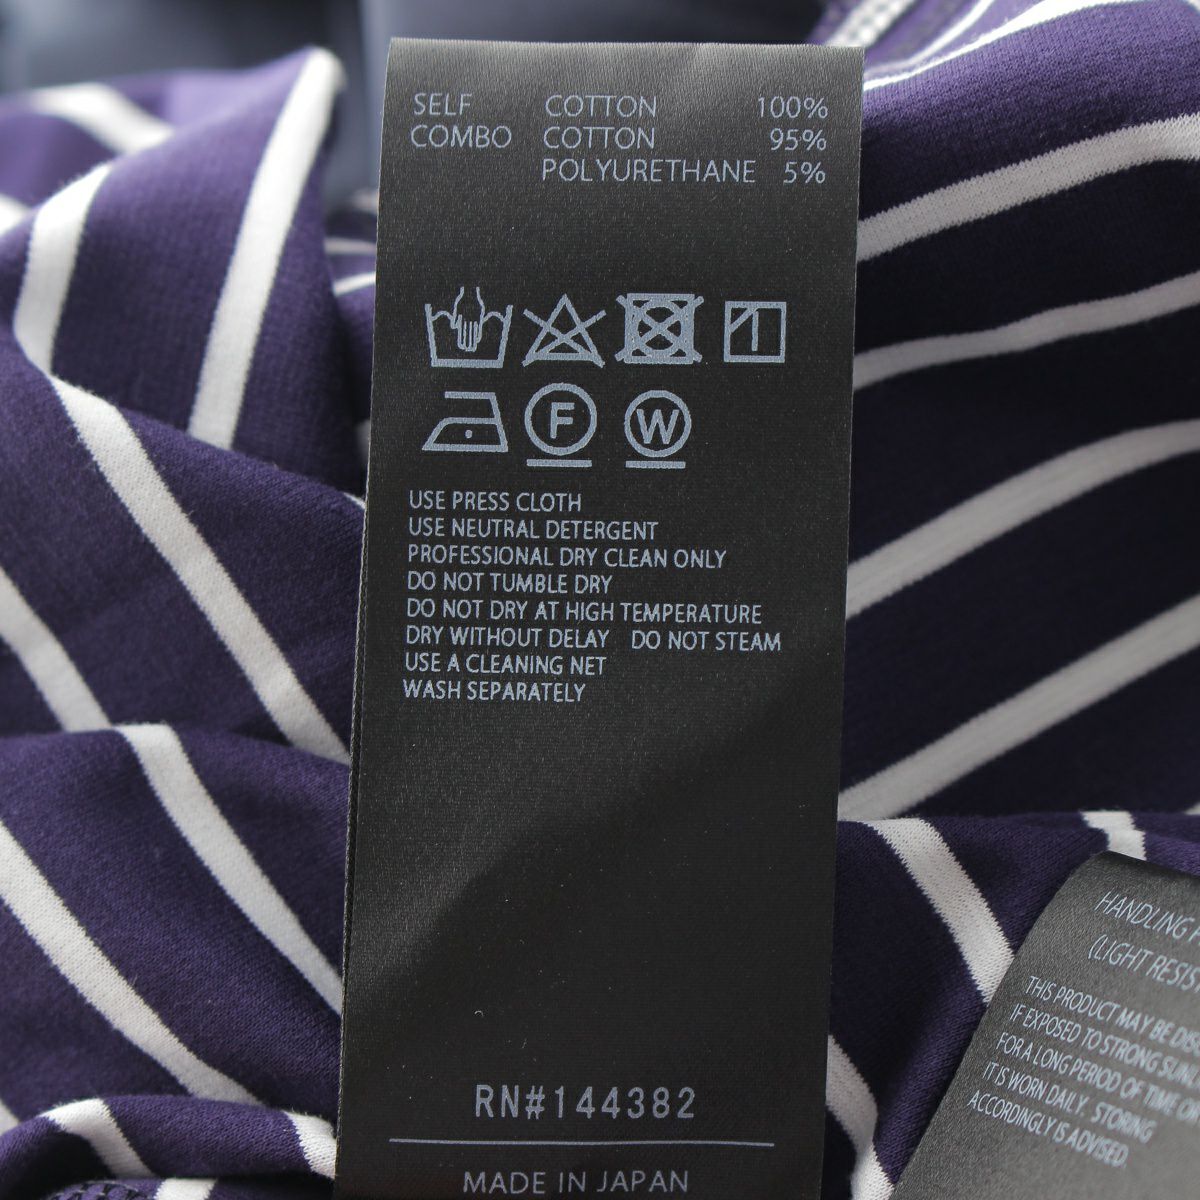 SELF COTTON 100%
COMBO COTTON 95%
POLYURETHANE 5%
F W
USE PRESS CLOTH
USE NEUTRAL DETERGENT
PROFESSIONAL DRY CLEAN ONLY
DO NOT TUMBLE DRY
DO NOT DRY AT HIGH TEMPERATURE
DRY WITHOUT DELAY DO NOT STEAM
USE A CLEANING NET
WASH SEPARATELY
RN#144382
MADE IN JAPAN
HANDLING
(LIGHT
THIS PRODUCT MAY BE
IF EXPOSED TO STRONG
FOR A LONG PERIOD OF TIME
IT IS WORN DAILY. STORING
ACCORDINGLY IS ADVISED.